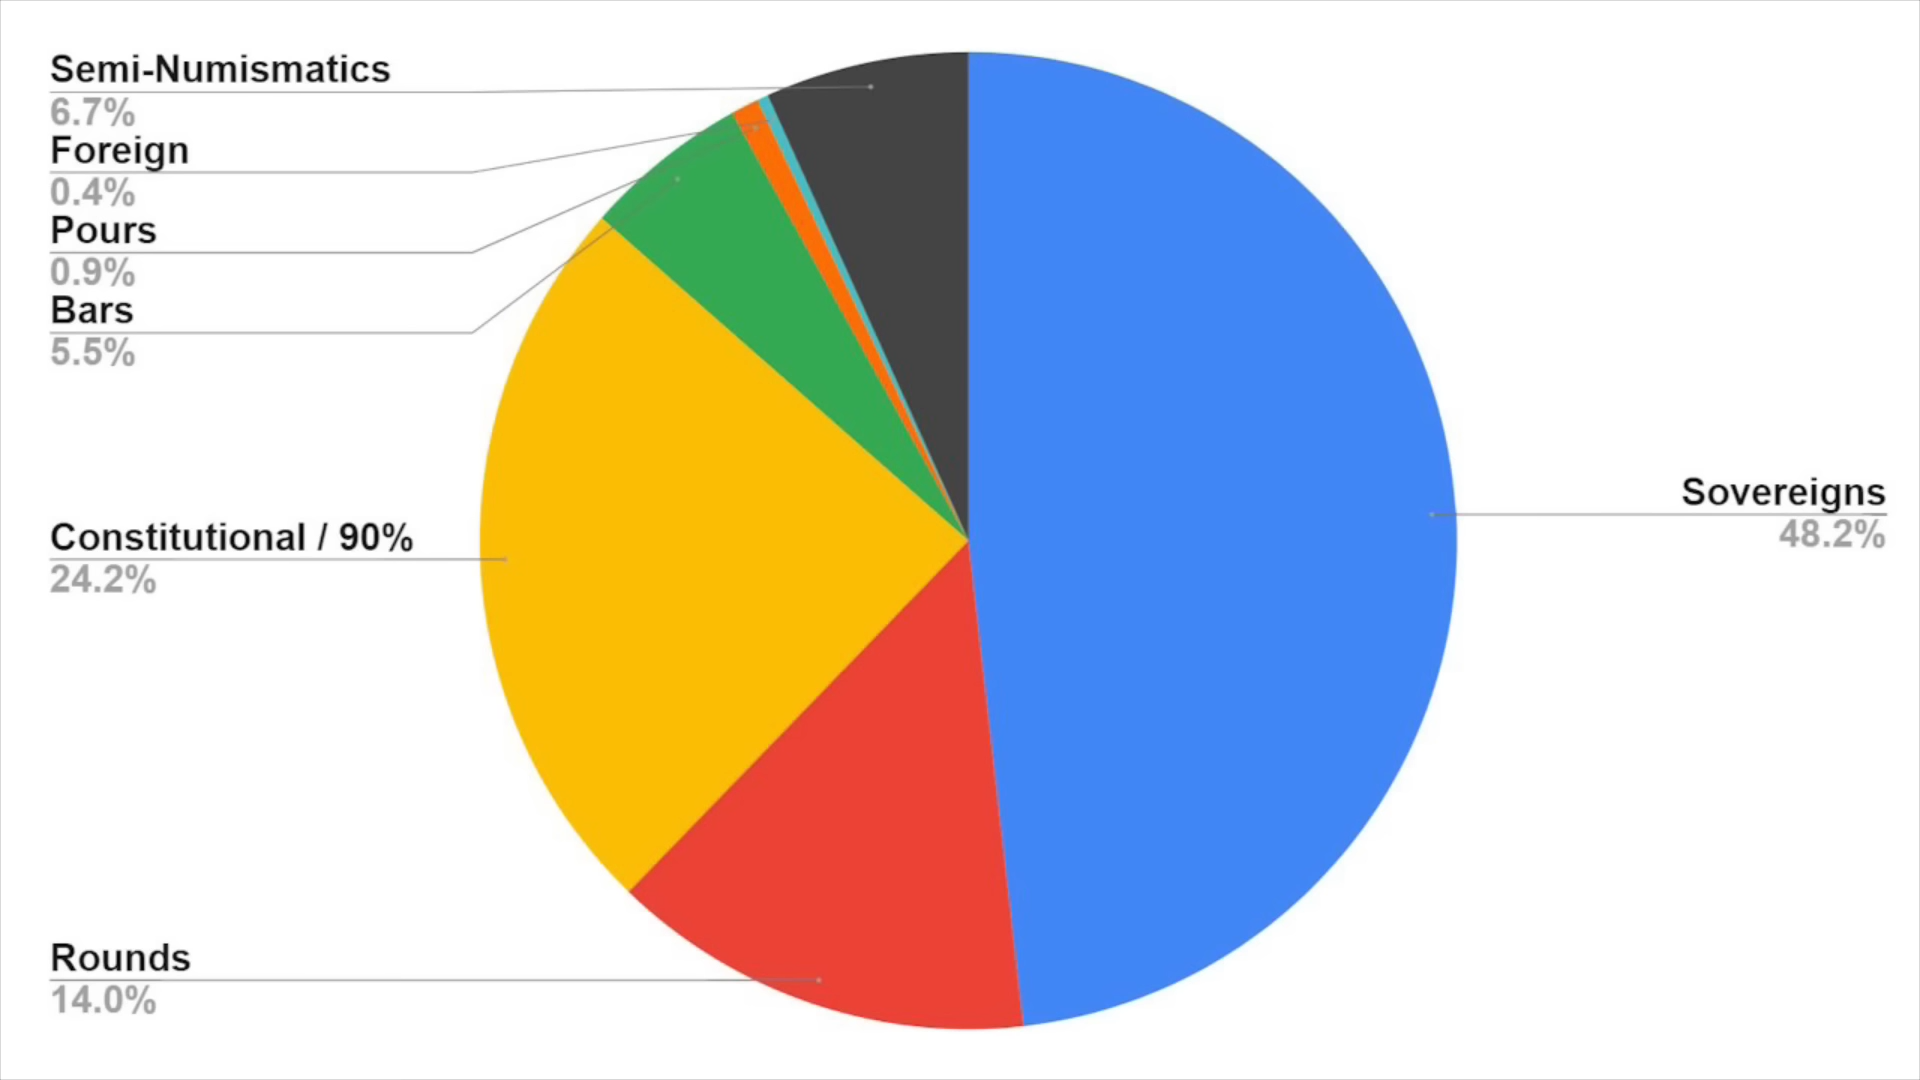 Semi-Numismatics
6.7%
Foreign
0.4%
Pours
0.9%
Bars
5.5%
Constitutional / 90%
24.2%
Rounds
14.0%
Sovereigns
48.2%